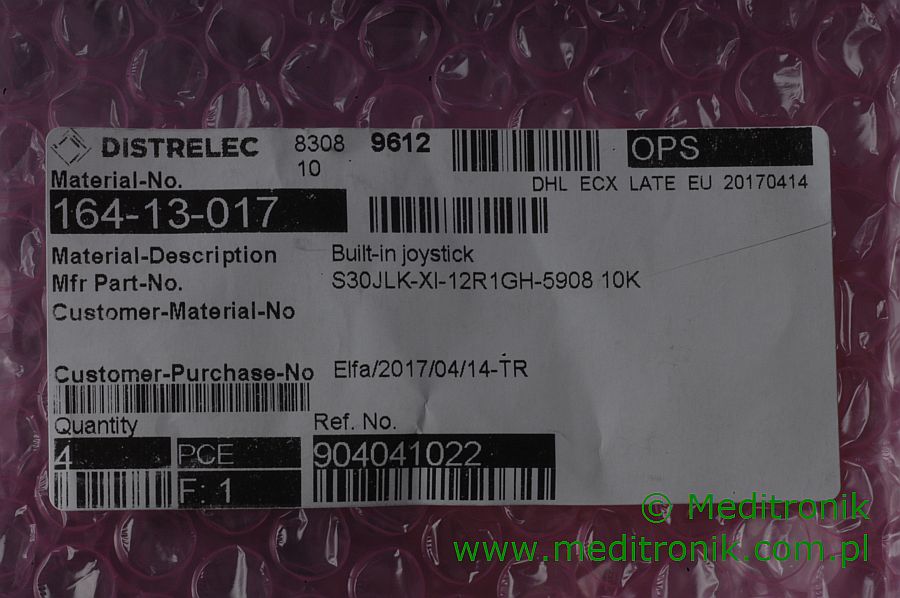 DISTRELEC 8308 9612 OPS
10
Material-No. DHL ECX LATE EU 20170414
164-13-017
Material-Description Built-in joystick
Mfr Part-No. S30JLK-XI-12R1GH-5908 10K
Customer-Material-No
Customer-Purchase-No Elfa/2017/04/14-TR
Quantity Ref. No.
4 PCE 904041022
F: 1
© Meditronik
www.meditronik.com.pl